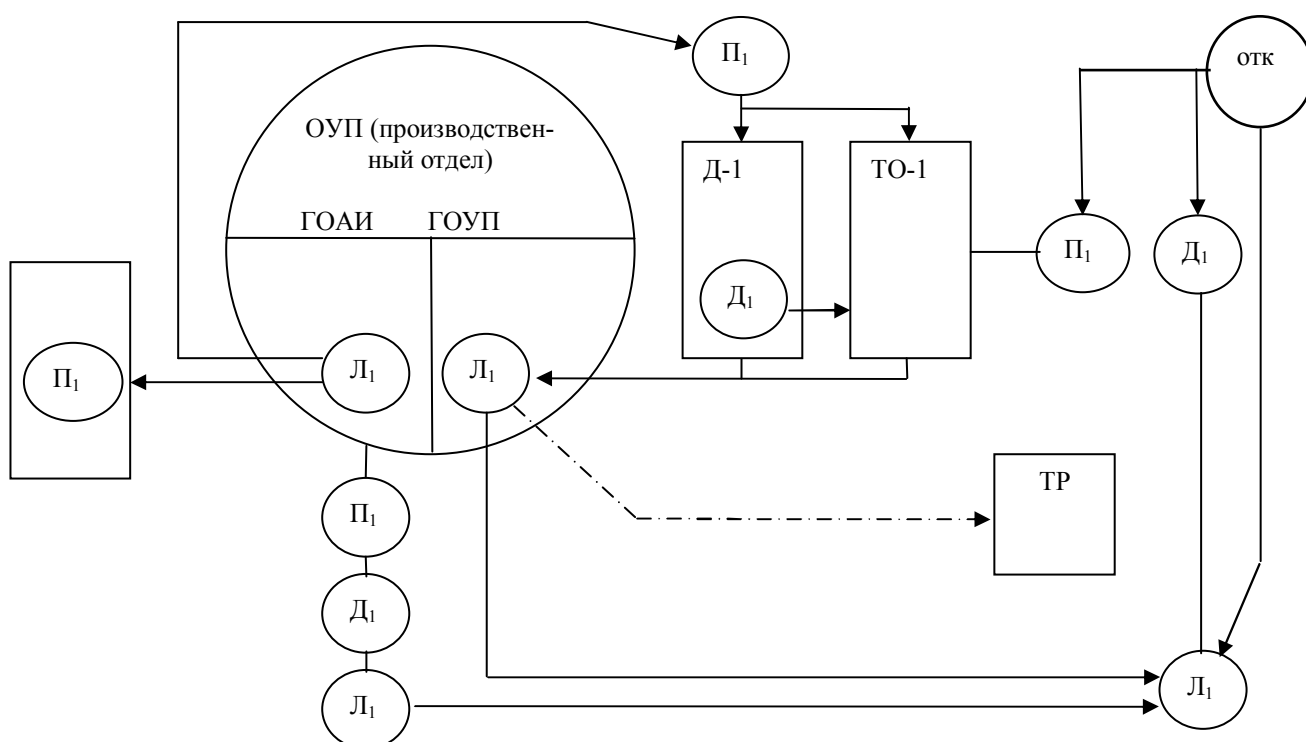 П₁
отк
ОУП (производствен-
ный отдел)
Д-1
ТО-1
ГОАИ
ГОУП
П₁
Д₁
Д₁
П₁
Л₁
Л₁
ТР
П₁
Д₁
Л₁
Л₁